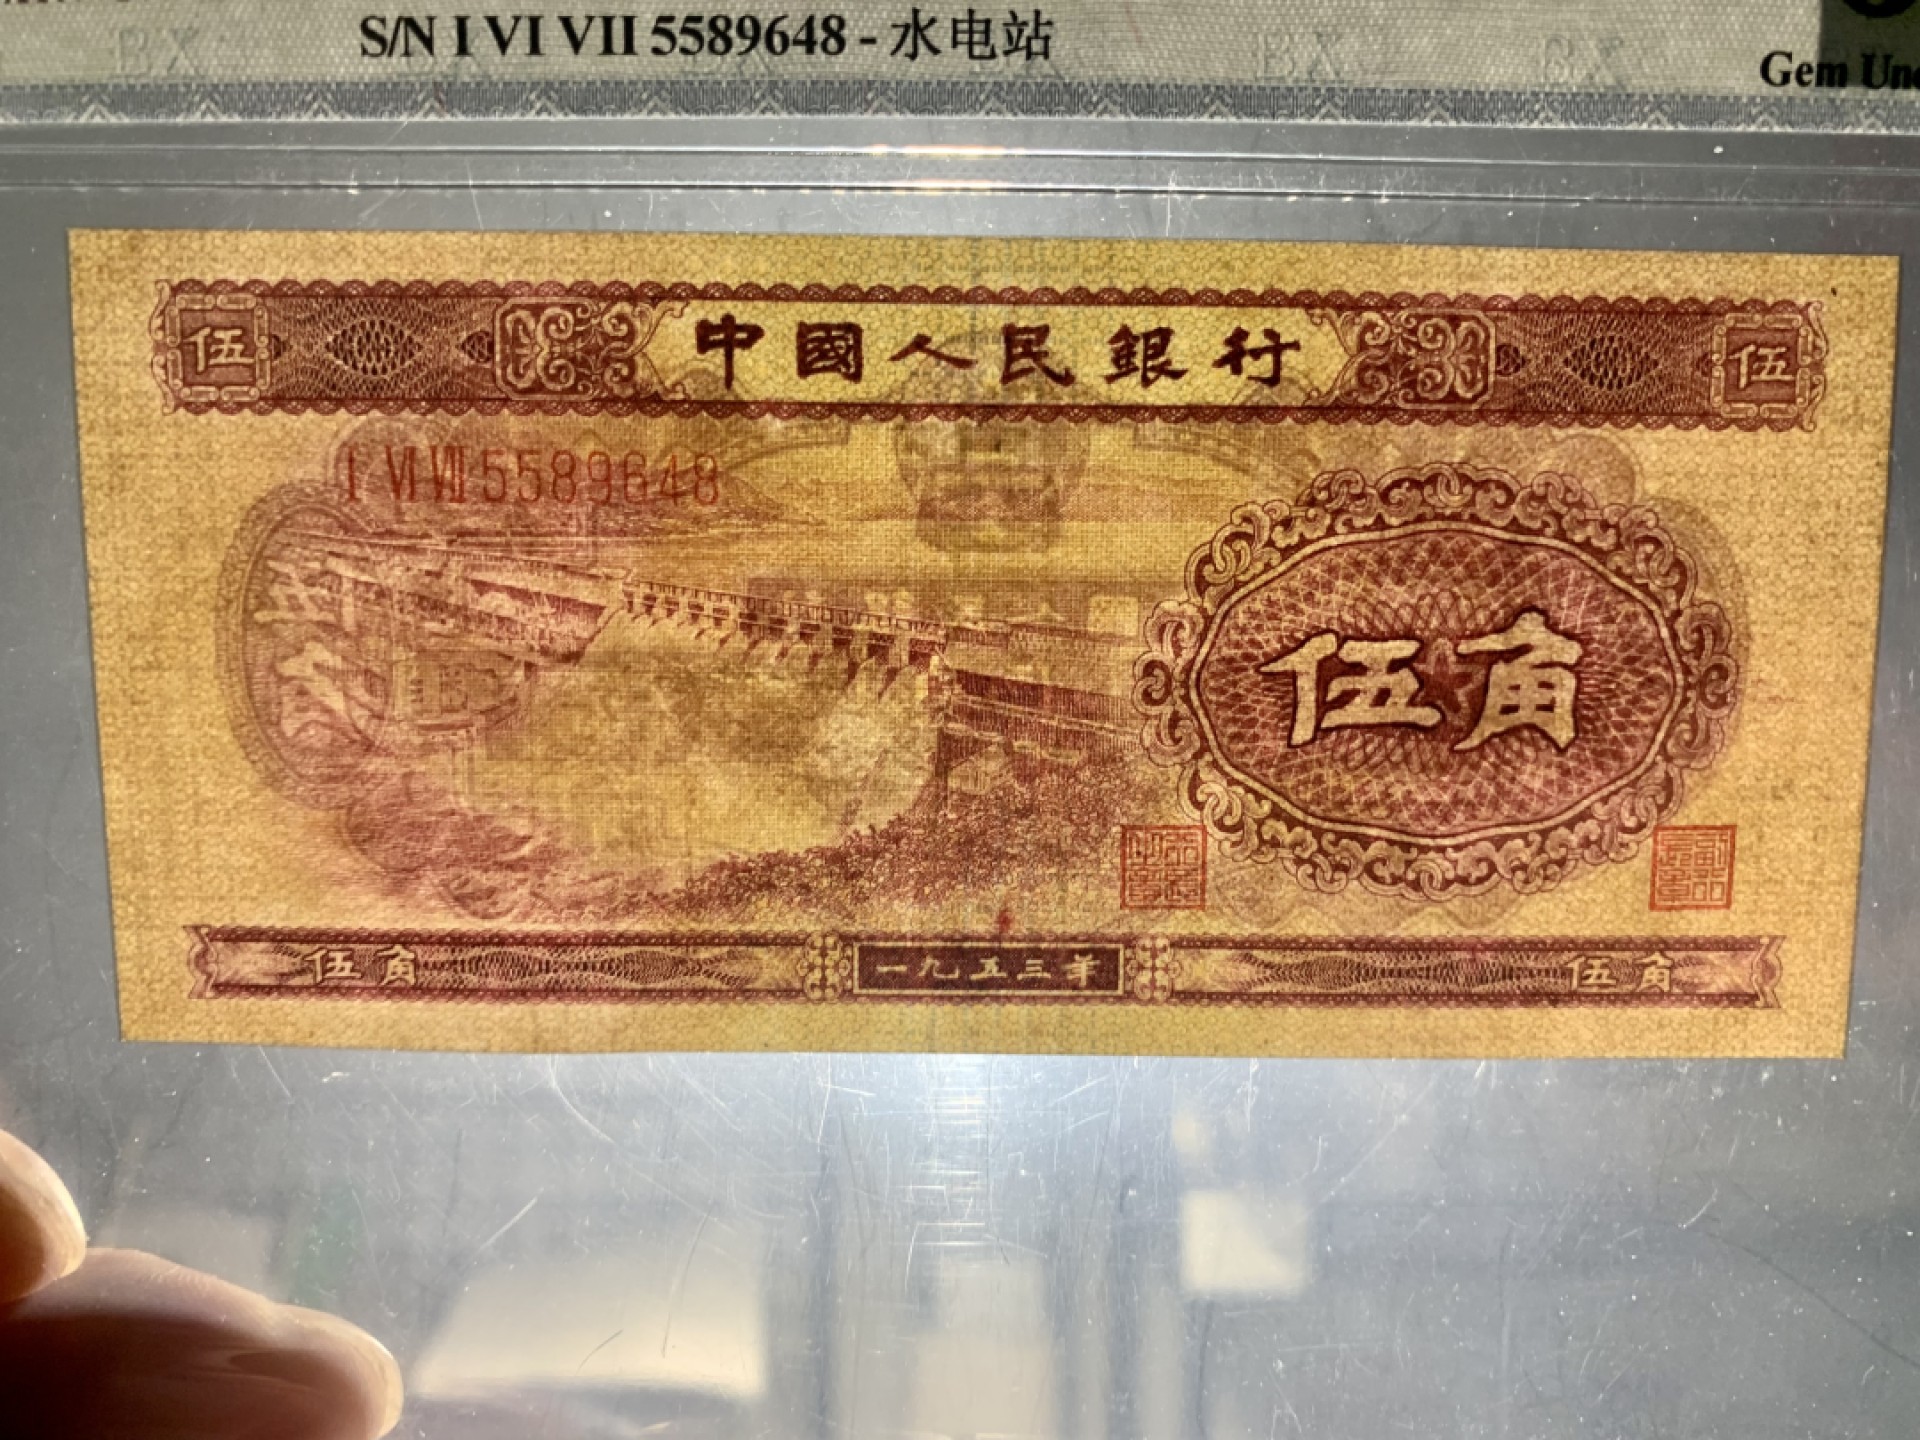 S/N I VI VII 5589648 - 水电站
Gem Unc
伍 中國人民銀行 伍
I VI VII 5589648
伍角
伍角 一九五三年 伍角